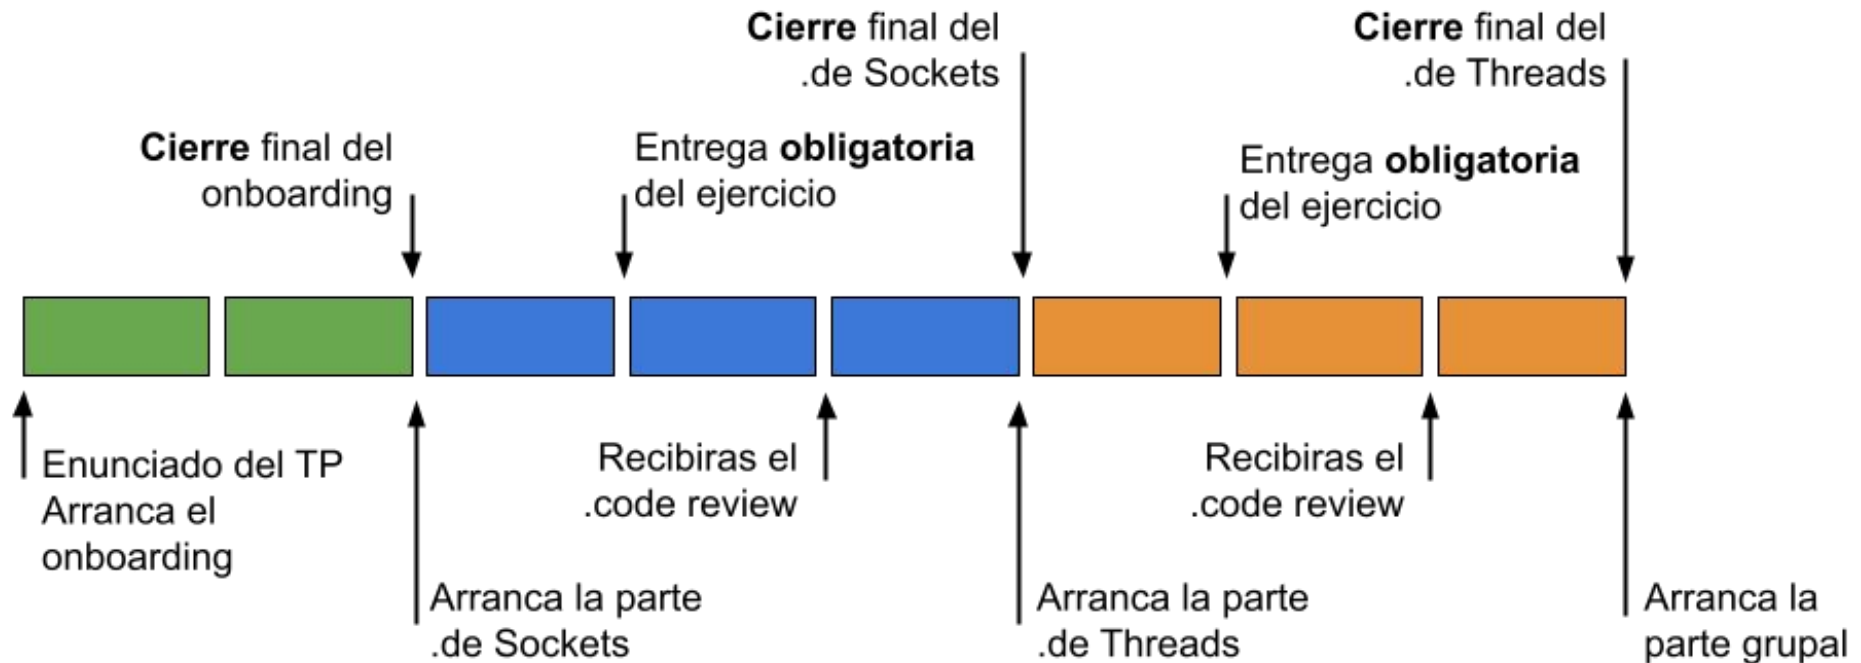 Cierre final del
.de Sockets
Cierre final del
.de Threads
Cierre final del
onboarding
Entrega obligatoria
del ejercicio
Entrega obligatoria
del ejercicio
Enunciado del TP
Arranca el
onboarding
Recibiras el
.code review
Recibiras el
.code review
Arranca la parte
.de Sockets
Arranca la parte
.de Threads
Arranca la
parte grupal